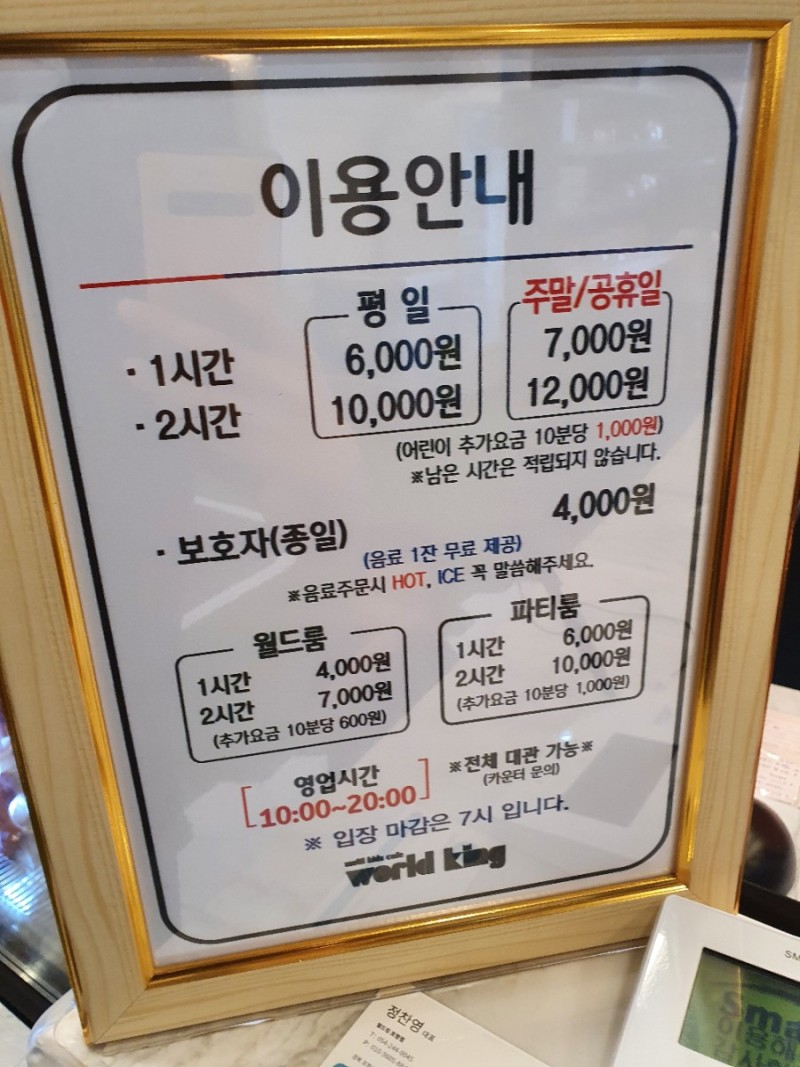 이용안내
평 일 주말/공휴일
· 1시간 6,000원 7,000원
· 2시간 10,000원 12,000원
(어린이 추가요금 10분당 1,000원)
※남은 시간은 적립되지 않습니다.
· 보호자(종일) 4,000원
(음료 1잔 무료 제공)
※음료주문시 HOT, ICE 꼭 말씀해주세요.
월드룸
1시간 4,000원
2시간 7,000원
(추가요금 10분당 600원)
파티룸
1시간 6,000원
2시간 10,000원
(추가요금 10분당 1,000원)
영업시간
[10:00~20:00]
※전체 대관 가능※
(카운터 문의)
※ 입장 마감은 7시 입니다.
multi kids cafe
world king
정찬영 대표